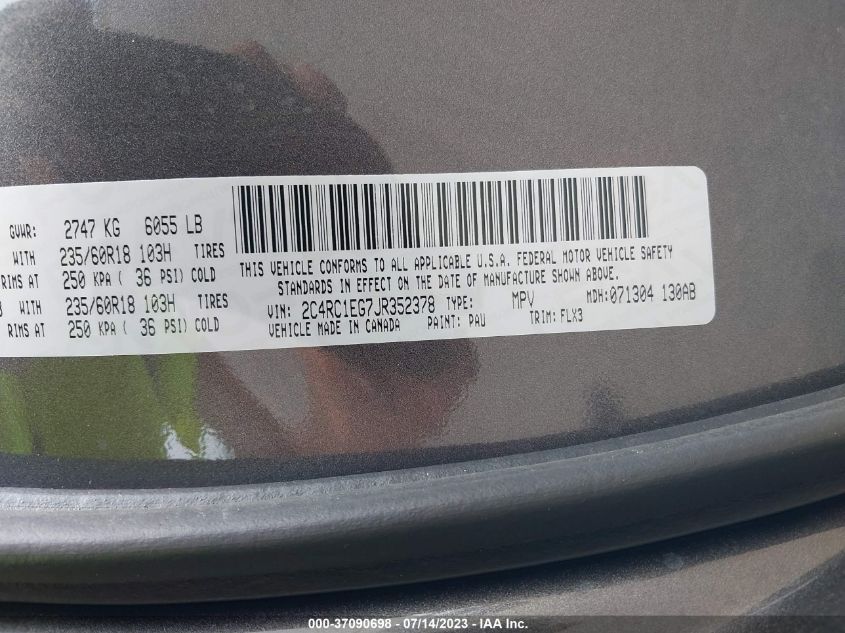 GVWR: 2747 KG 6055 LB
WITH 235/60R18 103H TIRES
RIMS AT 250 KPA ( 36 PSI) COLD
WITH 235/60R18 103H TIRES
RIMS AT 250 KPA ( 36 PSI) COLD
THIS VEHICLE CONFORMS TO ALL APPLICABLE U.S.A. FEDERAL MOTOR VEHICLE SAFETY
STANDARDS IN EFFECT ON THE DATE OF MANUFACTURE SHOWN ABOVE.
VIN: 2C4RC1EG7JR352378 TYPE: MPV MDH:071304 130AB
VEHICLE MADE IN CANADA PAINT: PAU TRIM: FLX3
000-37090698 - 07/14/2023 - IAA Inc.